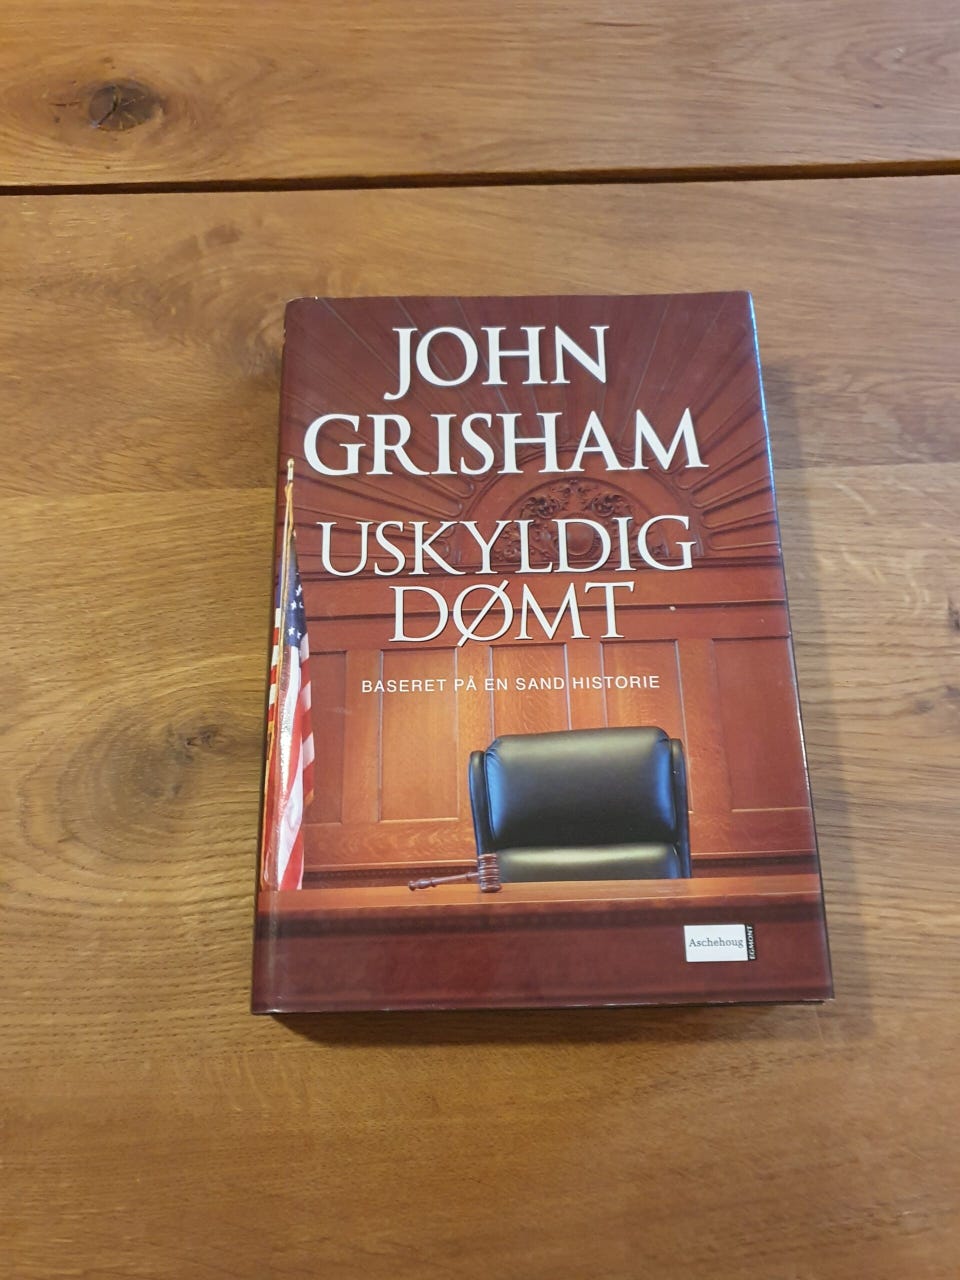 JOHN
GRISHAM
USKYLDIG
DØMT
BASERET PÅ EN SAND HISTORIE
Aschehoug
EGMONT